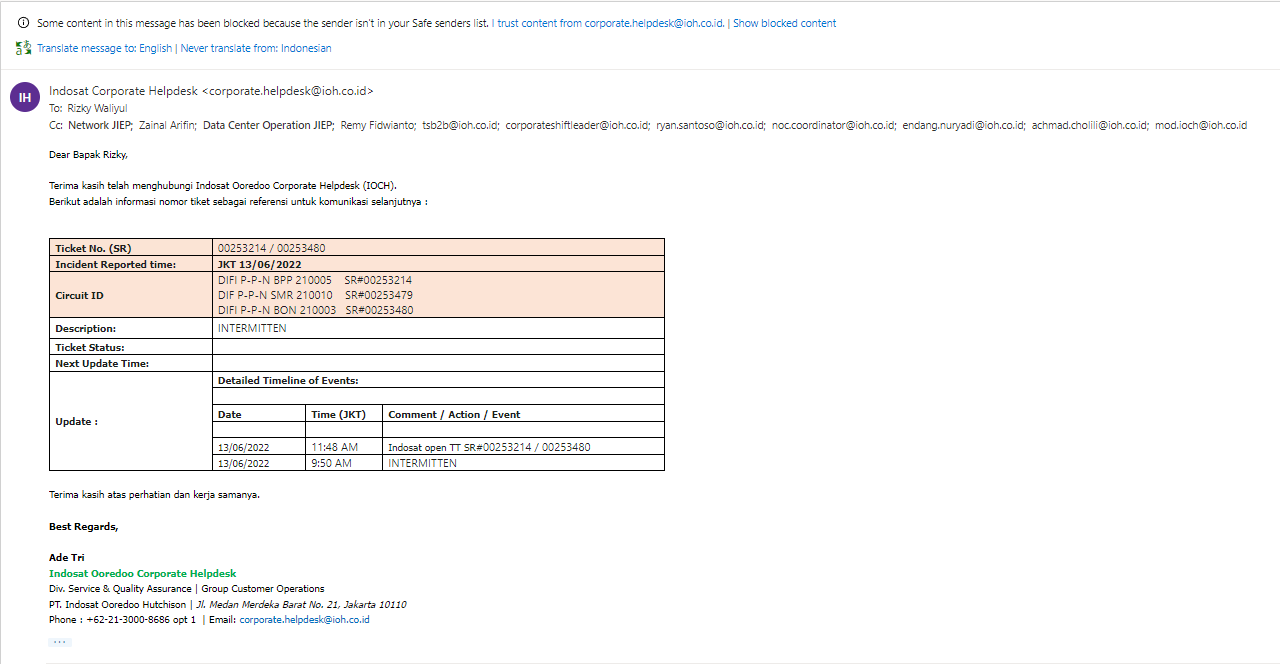 Some content in this message has been blocked because the sender isn't in your Safe senders list. I trust content from corporate.helpdesk@ioh.co.id. | Show blocked content
Translate message to: English | Never translate from: Indonesian
IH
Indosat Corporate Helpdesk <corporate.helpdesk@ioh.co.id>
To: Rizky Waliyul
Cc: Network JIEP; Zainal Arifin; Data Center Operation JIEP; Remy Fidwianto; tsb2b@ioh.co.id; corporateshiftleader@ioh.co.id; ryan.santoso@ioh.co.id; noc.coordinator@ioh.co.id; endang.nuryadi@ioh.co.id; achmad.cholili@ioh.co.id; mod.ioch@ioh.co.id
Dear Bapak Rizky,
Terima kasih telah menghubungi Indosat Ooredoo Corporate Helpdesk (IOCH).
Berikut adalah informasi nomor tiket sebagai referensi untuk komunikasi selanjutnya :
Ticket No. (SR) 00253214 / 00253480
Incident Reported time: JKT 13/06/2022
Circuit ID
DIFI P-P-N BPP 210005 SR#00253214
DIF P-P-N SMR 210010 SR#00253479
DIFI P-P-N BON 210003 SR#00253480
Description: INTERMITTEN
Ticket Status:
Next Update Time:
Update :
Detailed Timeline of Events:
Date Time (JKT) Comment / Action / Event
13/06/2022 11:48 AM Indosat open TT SR#00253214 / 00253480
13/06/2022 9:50 AM INTERMITTEN
Terima kasih atas perhatian dan kerja samanya.
Best Regards,
Ade Tri
Indosat Ooredoo Corporate Helpdesk
Div. Service & Quality Assurance | Group Customer Operations
PT. Indosat Ooredoo Hutchison | Jl. Medan Merdeka Barat No. 21, Jakarta 10110
Phone : +62-21-3000-8686 opt 1 | Email: corporate.helpdesk@ioh.co.id
...